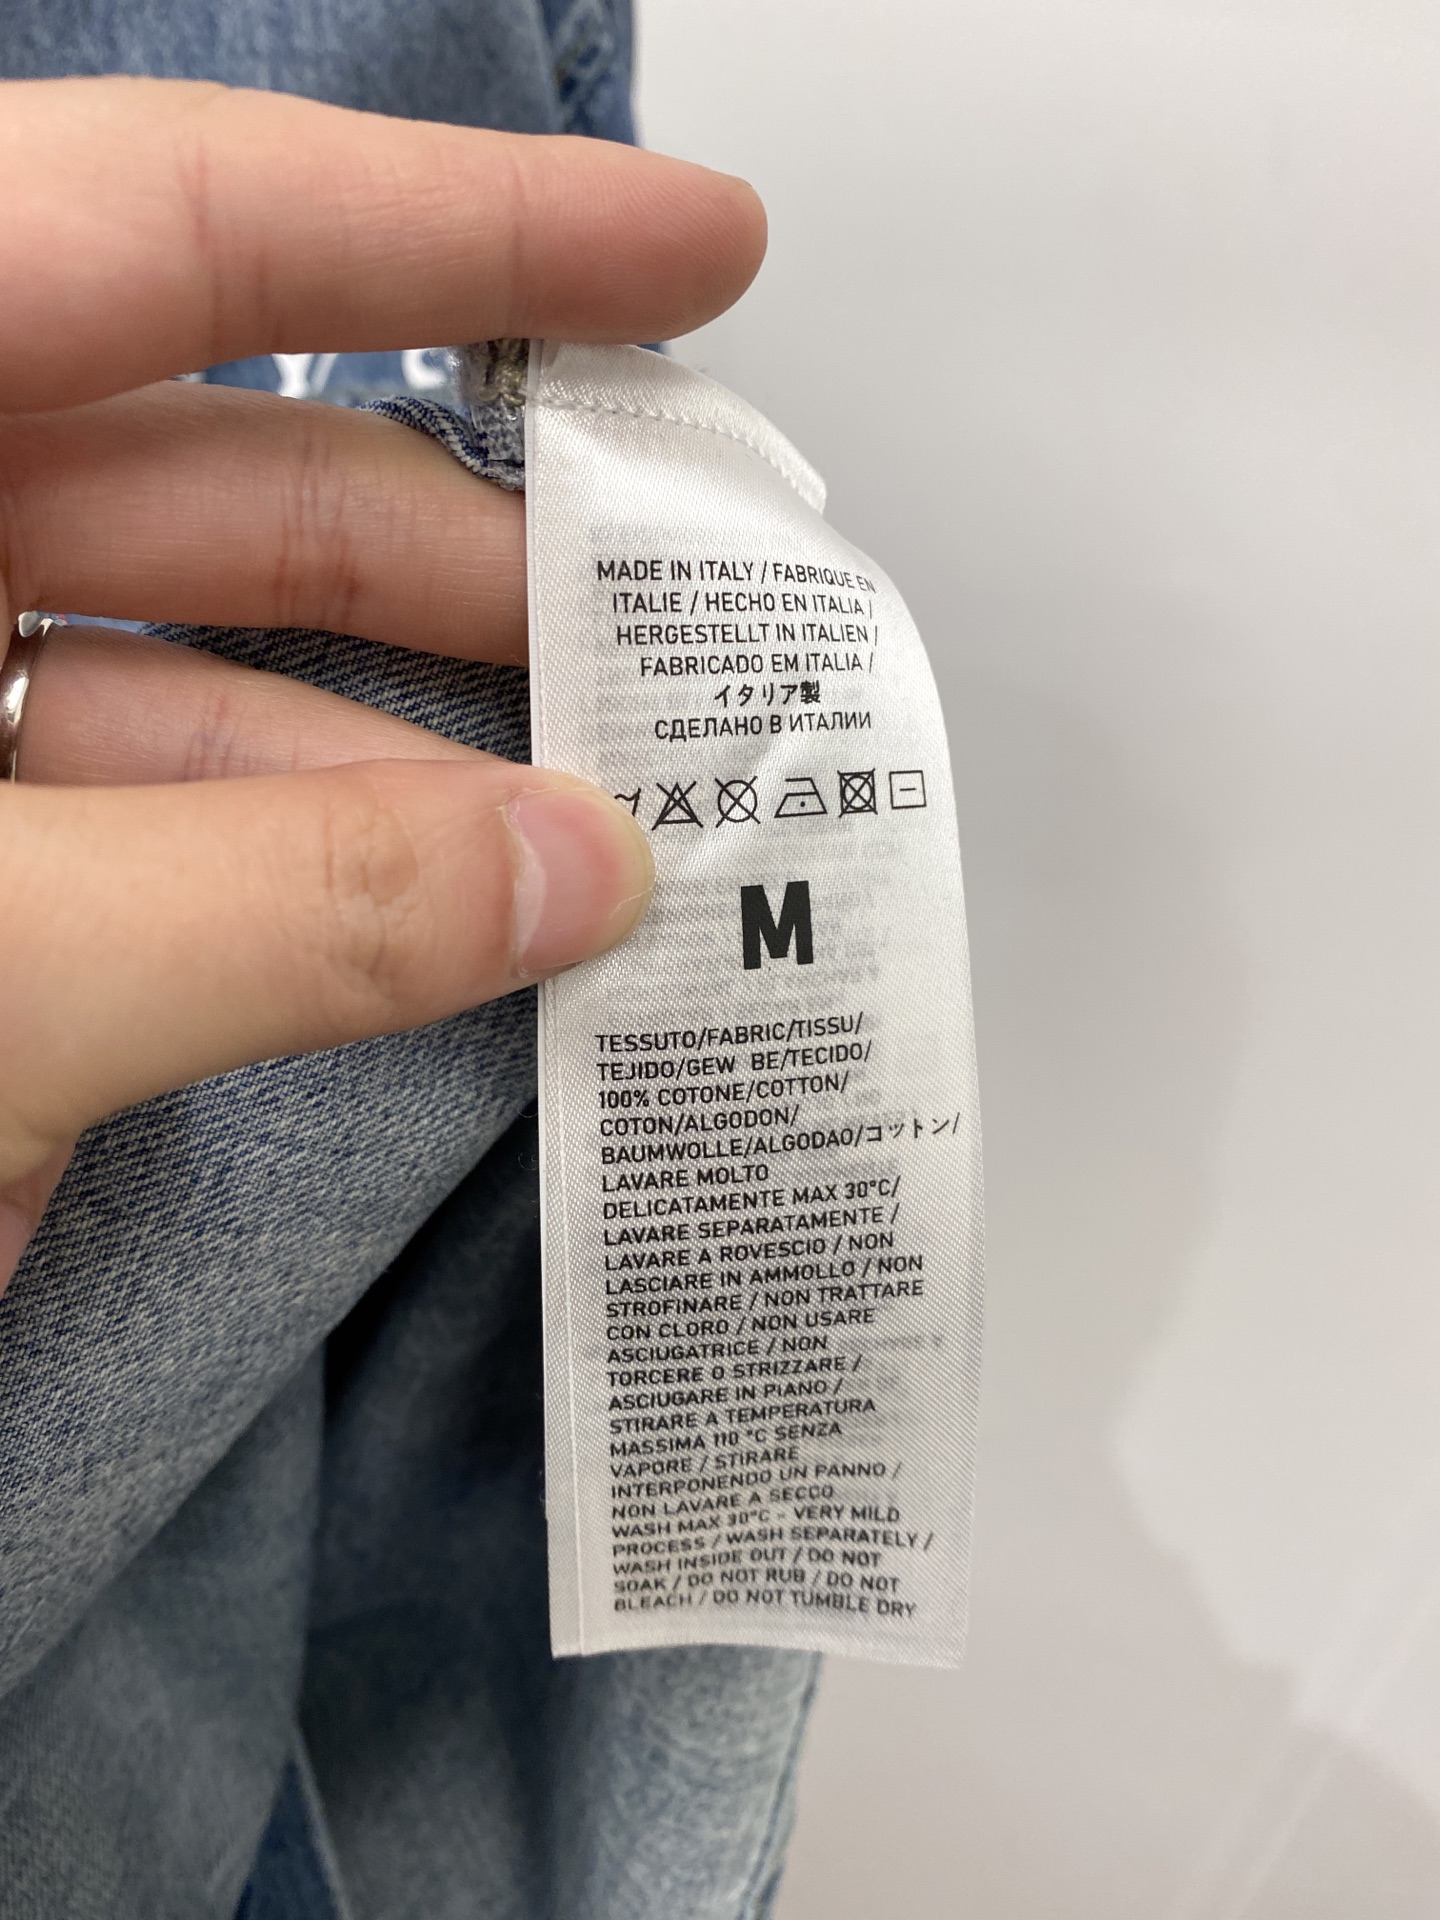 MADE IN ITALY / FABRIQUE EN
ITALIE / HECHO EN ITALIA /
HERGESTELLT IN ITALIEN /
FABRICADO EM ITALIA /
イタリア製
СДЕЛАНО В ИТАЛИИ
M
TESSUTO/FABRIC/TISSU/
TEJIDO/GEW BE/TECIDO/
100% COTONE/COTTON/
COTON/ALGODON/
BAUMWOLLE/ALGODAO/コットン/
LAVARE MOLTO
DELICATAMENTE MAX 30°C/
LAVARE SEPARATAMENTE /
LAVARE A ROVESCIO / NON
LASCIARE IN AMMOLLO / NON
STROFINARE / NON TRATTARE
CON CLORO / NON USARE
ASCIUGATRICE / NON
TORCERE O STRIZZARE /
ASCIUGARE IN PIANO /
STIRARE A TEMPERATURA
MASSIMA 110 °C SENZA
VAPORE / STIRARE
INTERPONENDO UN PANNO /
NON LAVARE A SECCO
WASH MAX 30°C - VERY MILD
PROCESS / WASH SEPARATELY /
WASH INSIDE OUT / DO NOT
SOAK / DO NOT RUB / DO NOT
BLEACH / DO NOT TUMBLE DRY